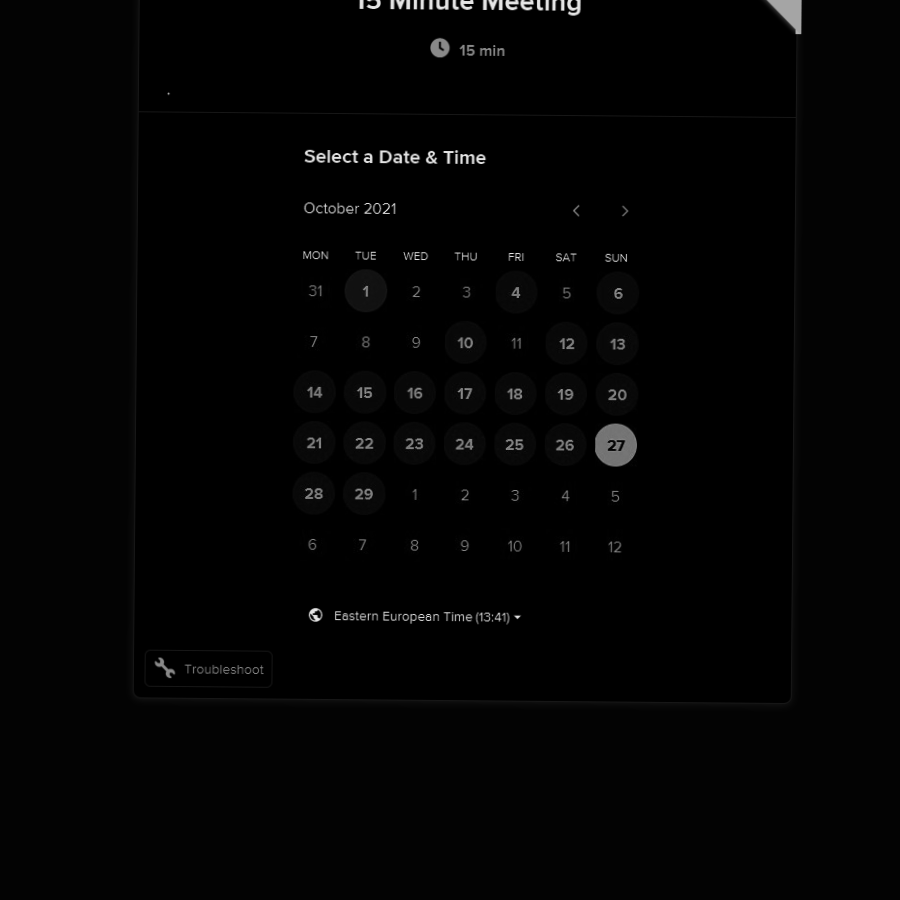 15 Minute Meeting
15 min
.
Select a Date & Time
October 2021
MON TUE WED THU FRI SAT SUN
31 1 2 3 4 5 6
7 8 9 10 11 12 13
14 15 16 17 18 19 20
21 22 23 24 25 26 27
28 29 1 2 3 4 5
6 7 8 9 10 11 12
Eastern European Time (13:41)
Troubleshoot